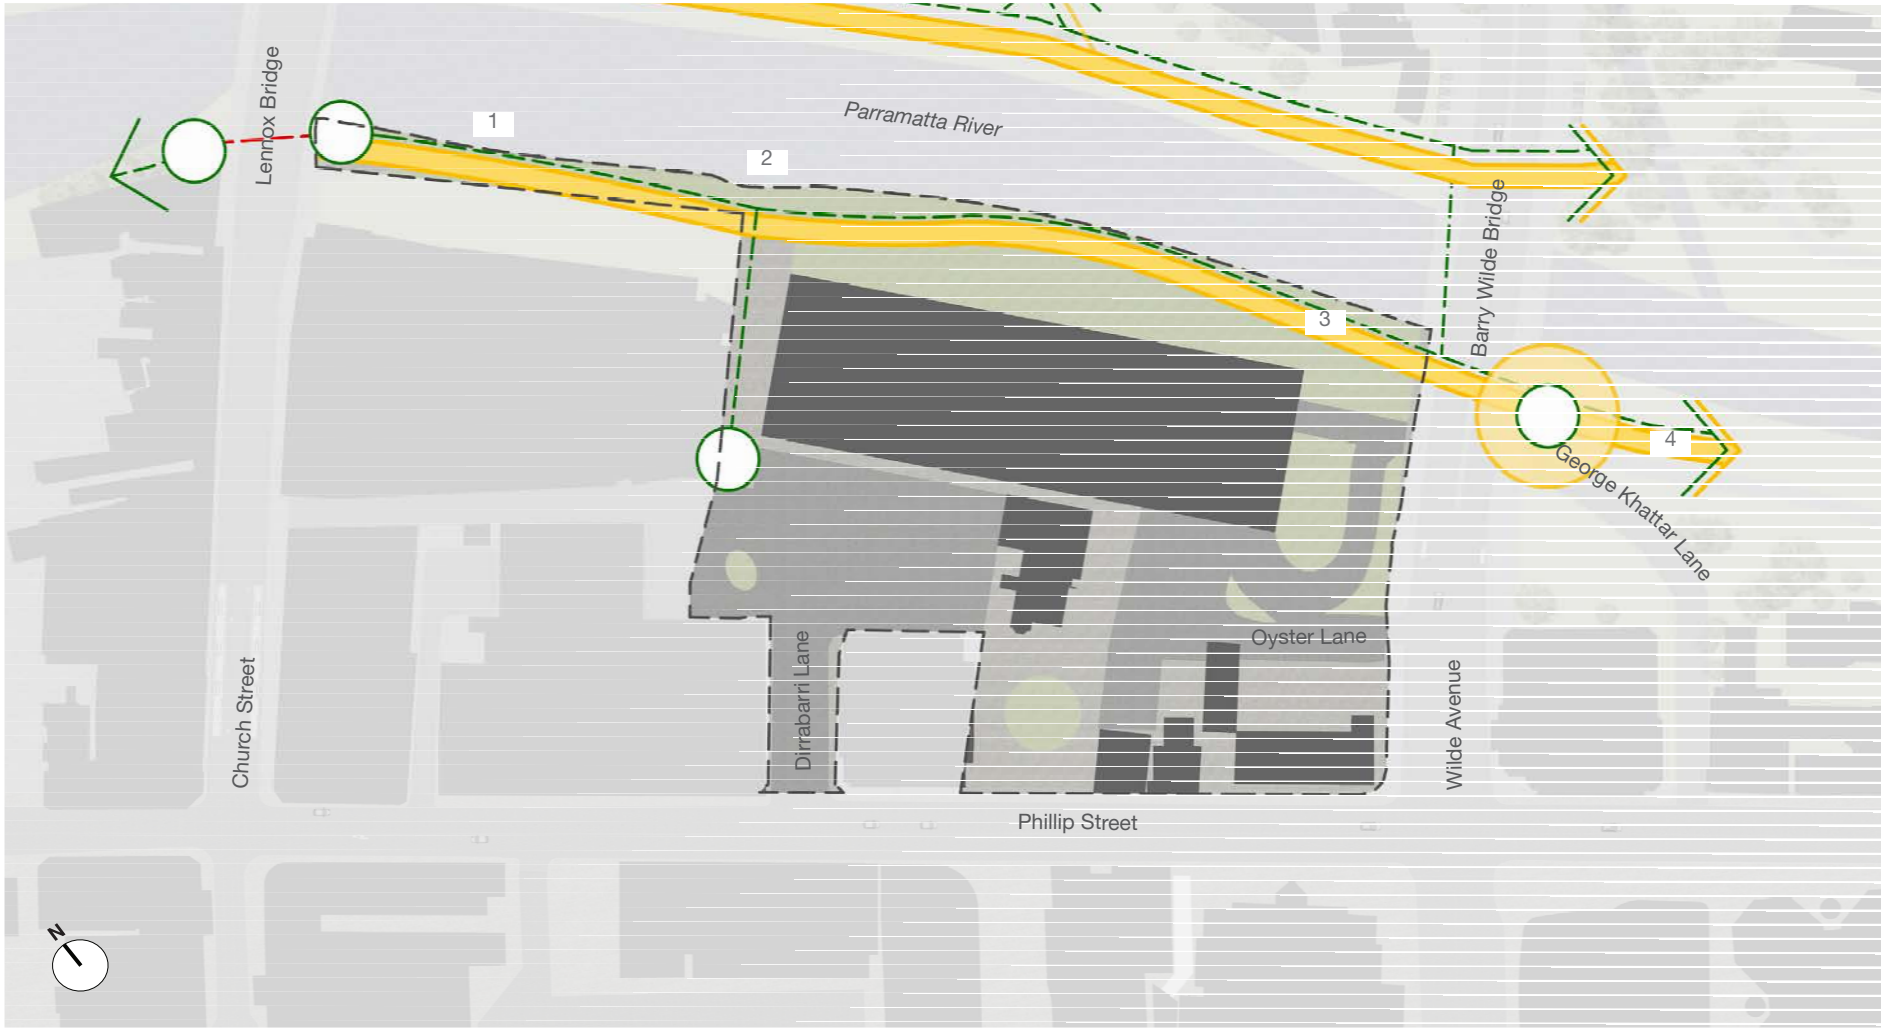 Lennox Bridge
1
2
Parramatta River
Barry Wilde Bridge
3
4
George Khattar Lane
Church Street
Dirrabarri Lane
Oyster Lane
Wilde Avenue
Phillip Street
N